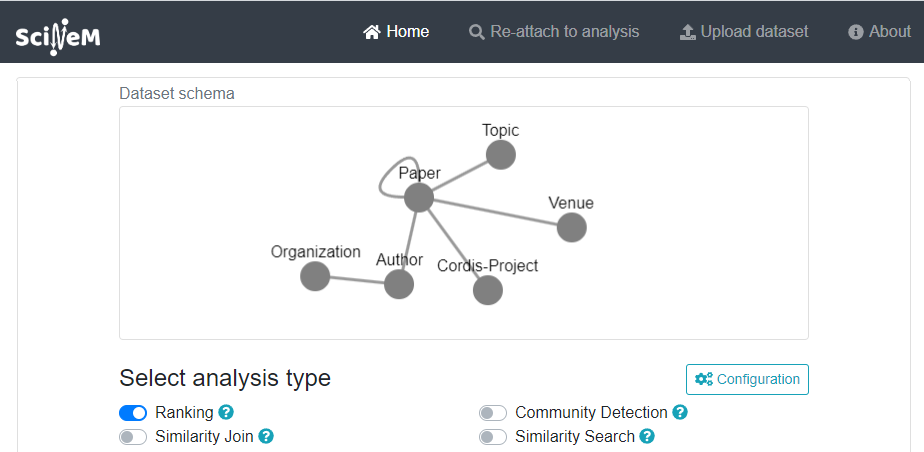 SciNeM
Home
Re-attach to analysis
Upload dataset
About
Dataset schema
Topic
Paper
Venue
Organization
Author
Cordis-Project
Select analysis type
Configuration
Ranking
Community Detection
Similarity Join
Similarity Search